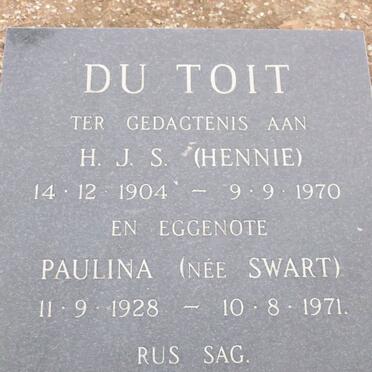 DU TOIT
TER GEDAGTENIS AAN
H. J. S. (HENNIE)
14 · 12 · 1904 – 9 · 9 · 1970
EN EGGENOTE
PAULINA (NÉE SWART)
11 · 9 · 1928 – 10 · 8 · 1971.
RUS SAG.